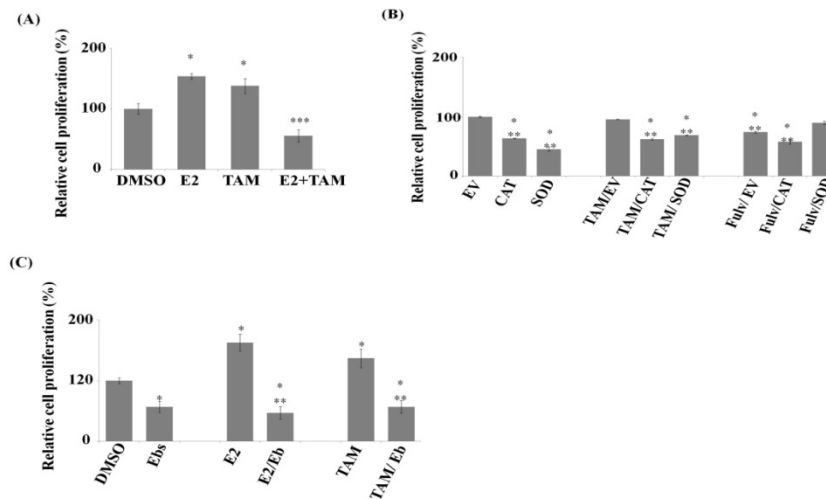 (A)
Relative cell proliferation (%)
200
100
0
*
*
***
DMSO E2 TAM E2+TAM
(B)
Relative cell proliferation (%)
200
100
0
*
**
*
**
*
**
*
**
*
**
*
**
EV
CAT
SOD
TAM/EV
TAM/CAT
TAM/ SOD
Fulv/ EV
Fulv/CAT
Fulv/SOD
(C)
Relative cell proliferation (%)
200
120
0
*
*
*
**
*
*
**
DMSO
Ebs
E2
E2/Eb
TAM
TAM/ Eb